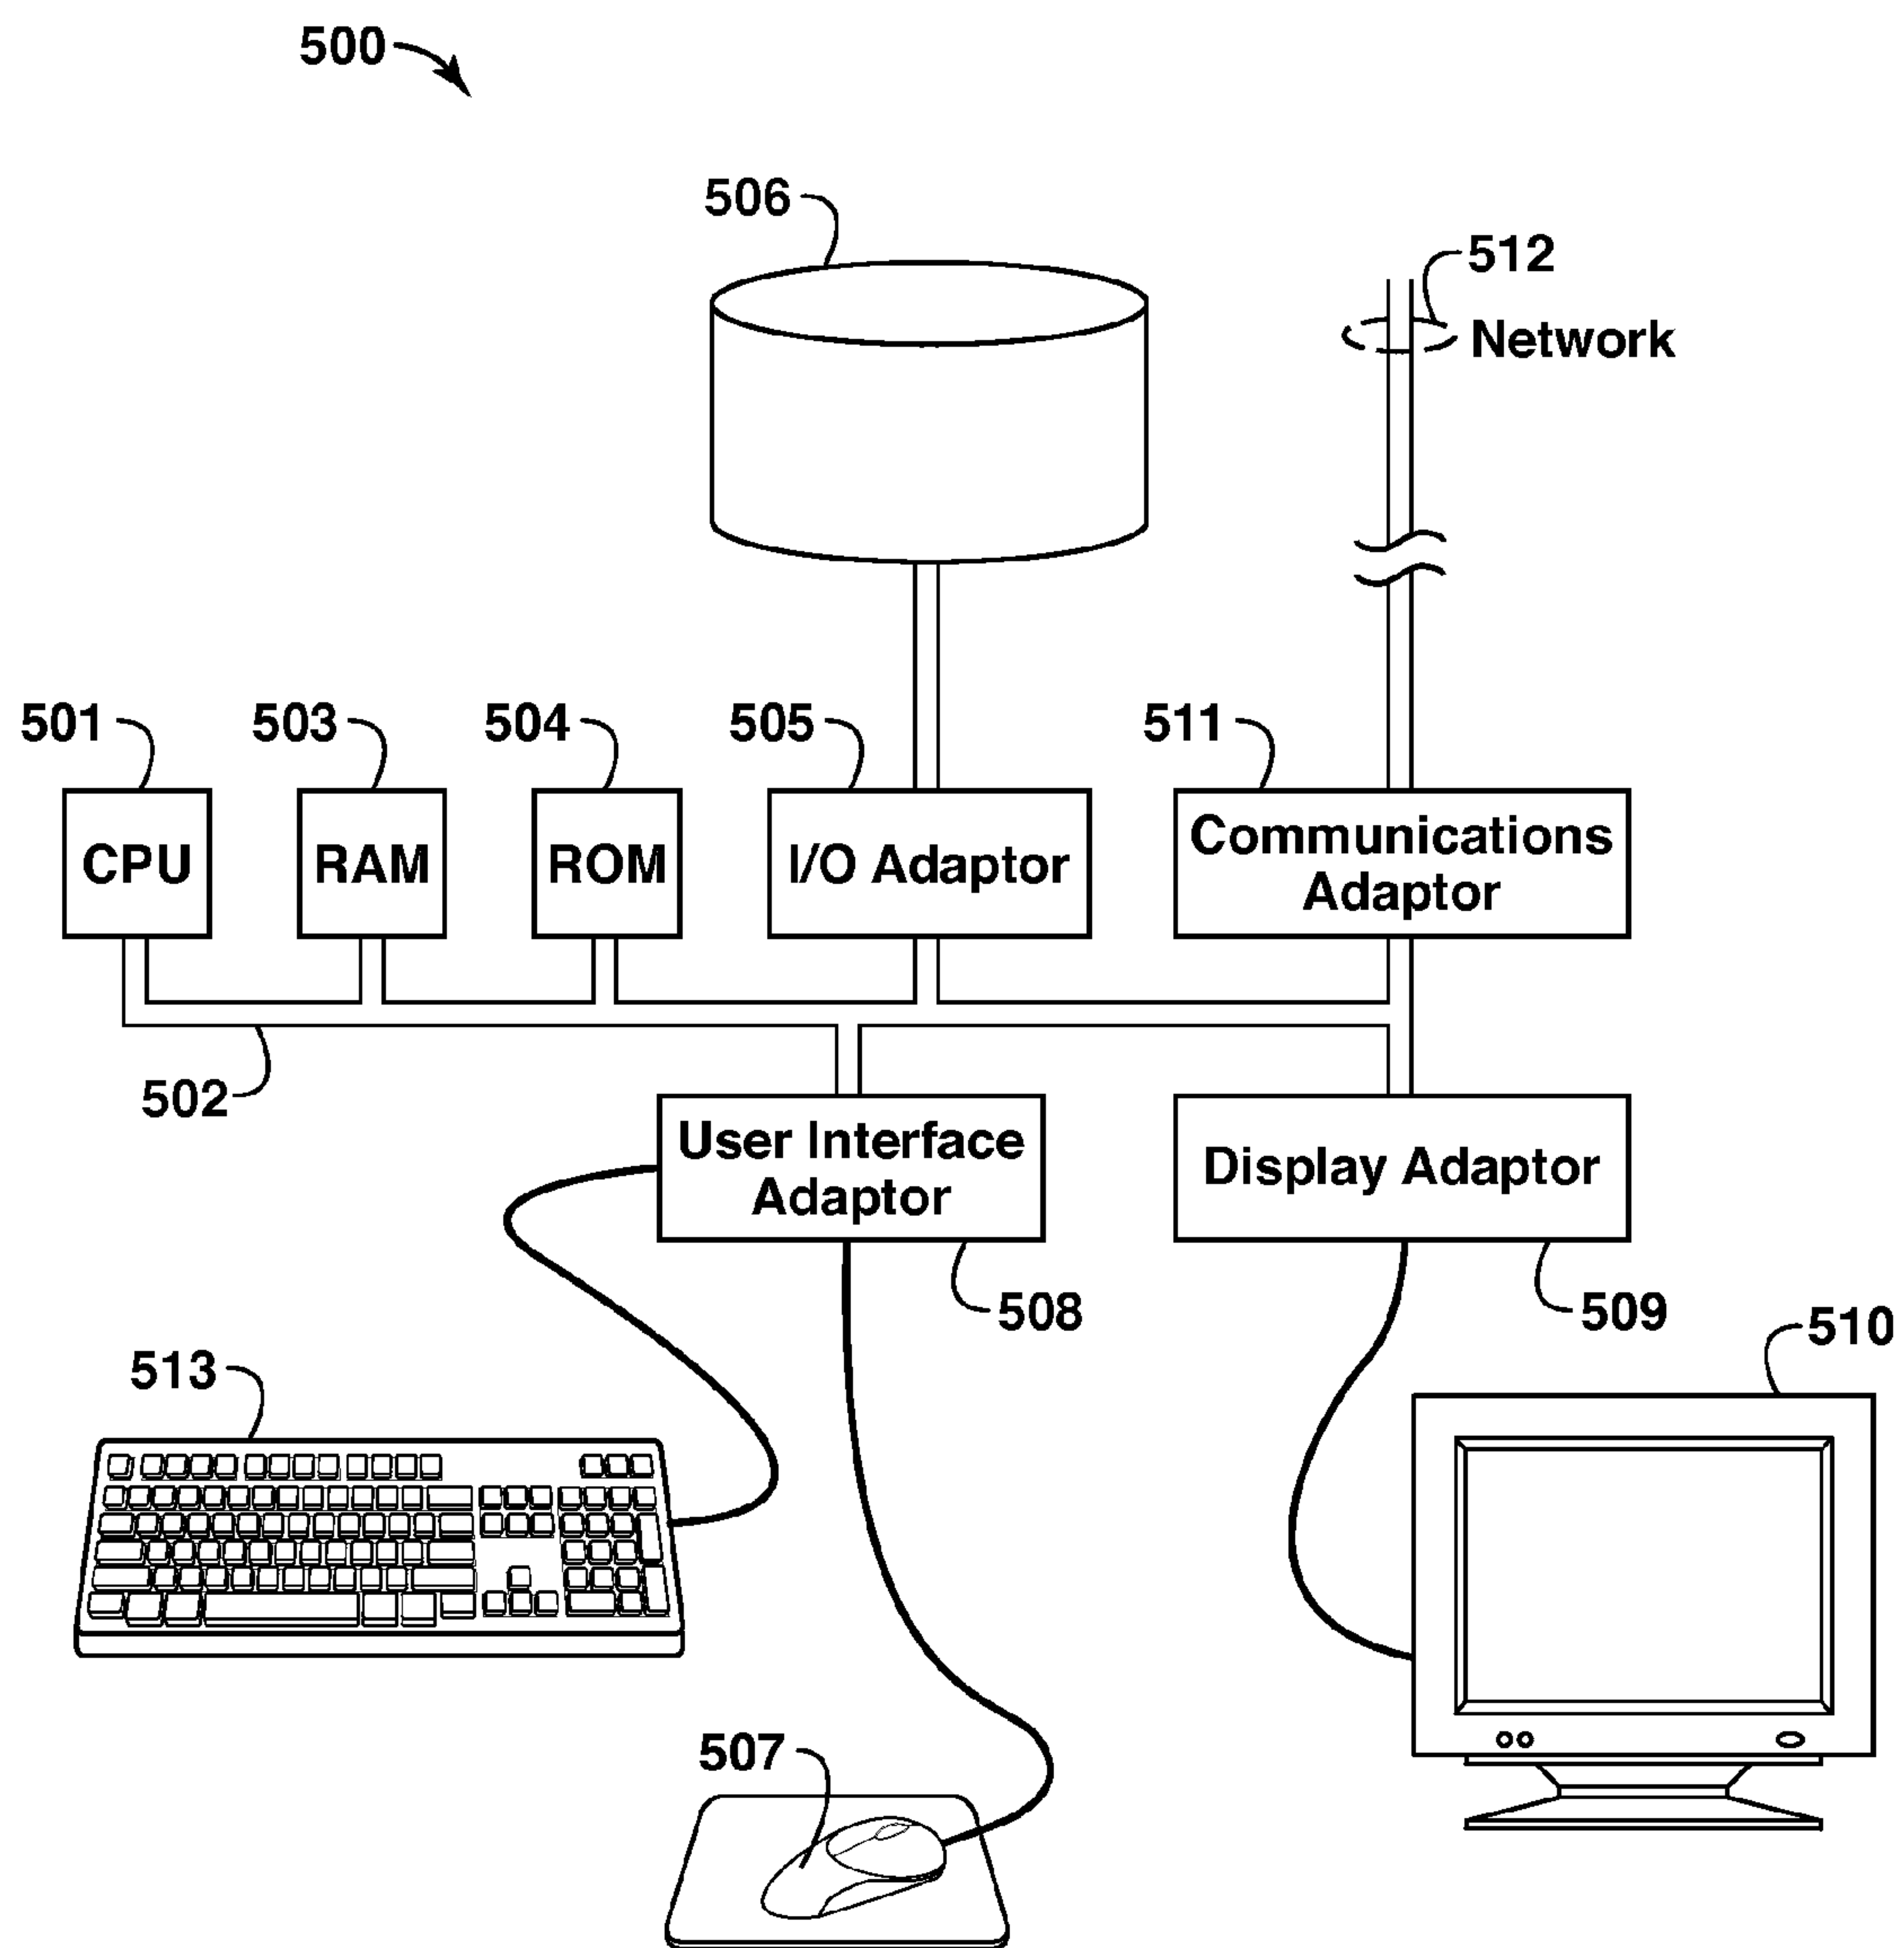 500
506
512
Network
501
503
504
505
511
CPU
RAM
ROM
I/O Adaptor
Communications
Adaptor
502
User Interface
Adaptor
Display Adaptor
508
509
510
513
507